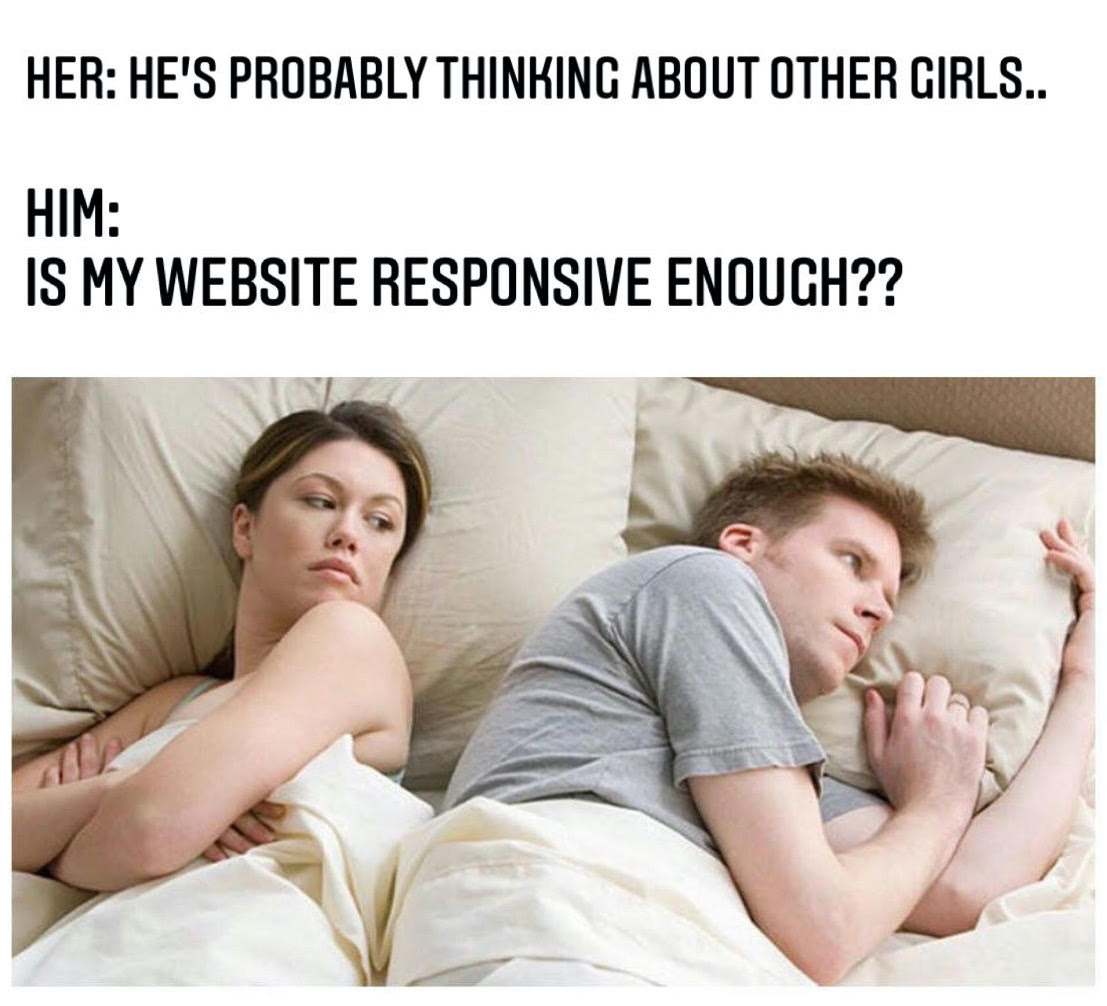 HER: HE'S PROBABLY THINKING ABOUT OTHER GIRLS..
HIM:
IS MY WEBSITE RESPONSIVE ENOUGH??